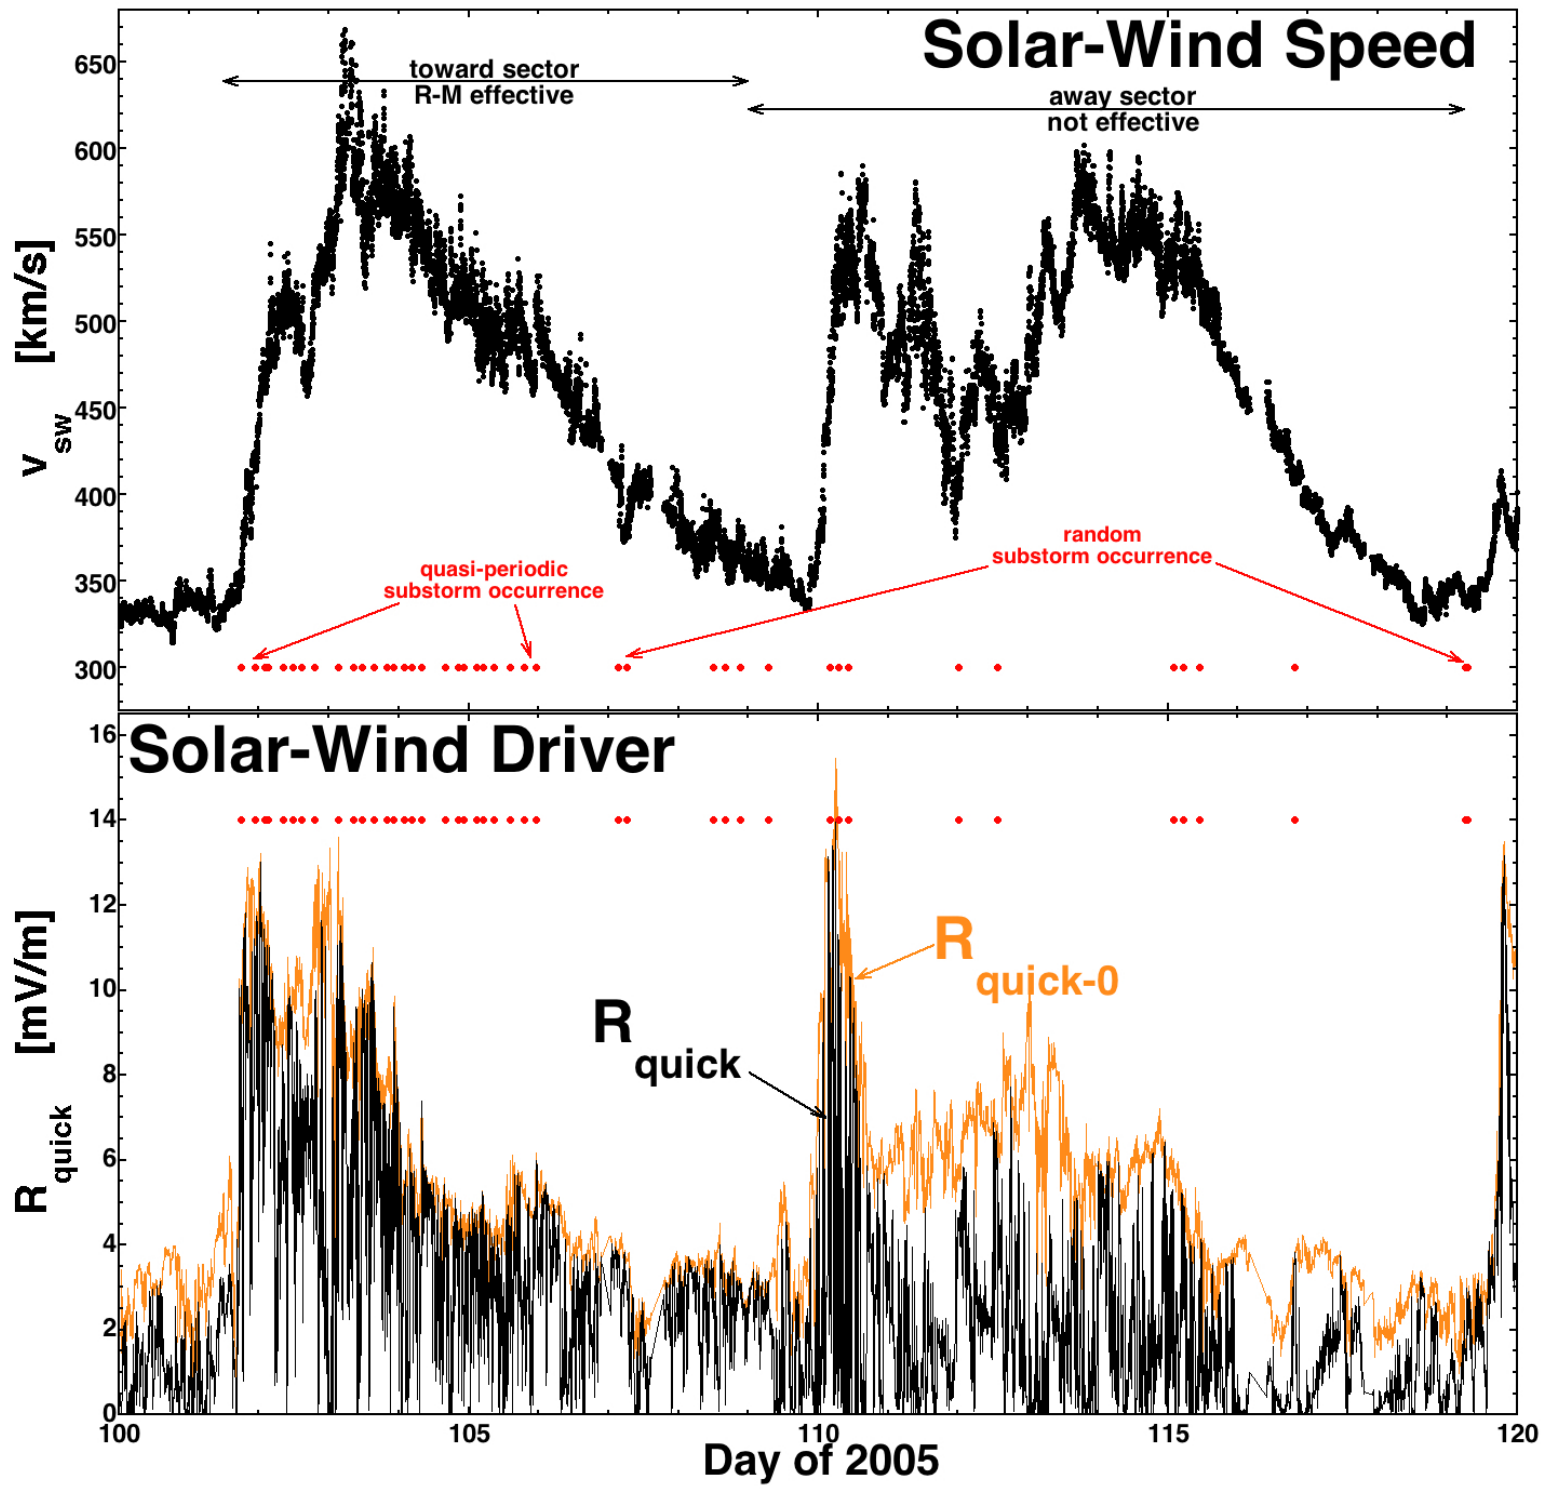 Solar-Wind Speed
650
600
550
500
450
400
350
300
v sw [km/s]
toward sector
R-M effective
away sector
not effective
quasi-periodic
substorm occurrence
random
substorm occurrence
Solar-Wind Driver
16
14
12
10
8
6
4
2
0
R quick [mV/m]
R quick-0
R quick
100
105
110
115
120
Day of 2005